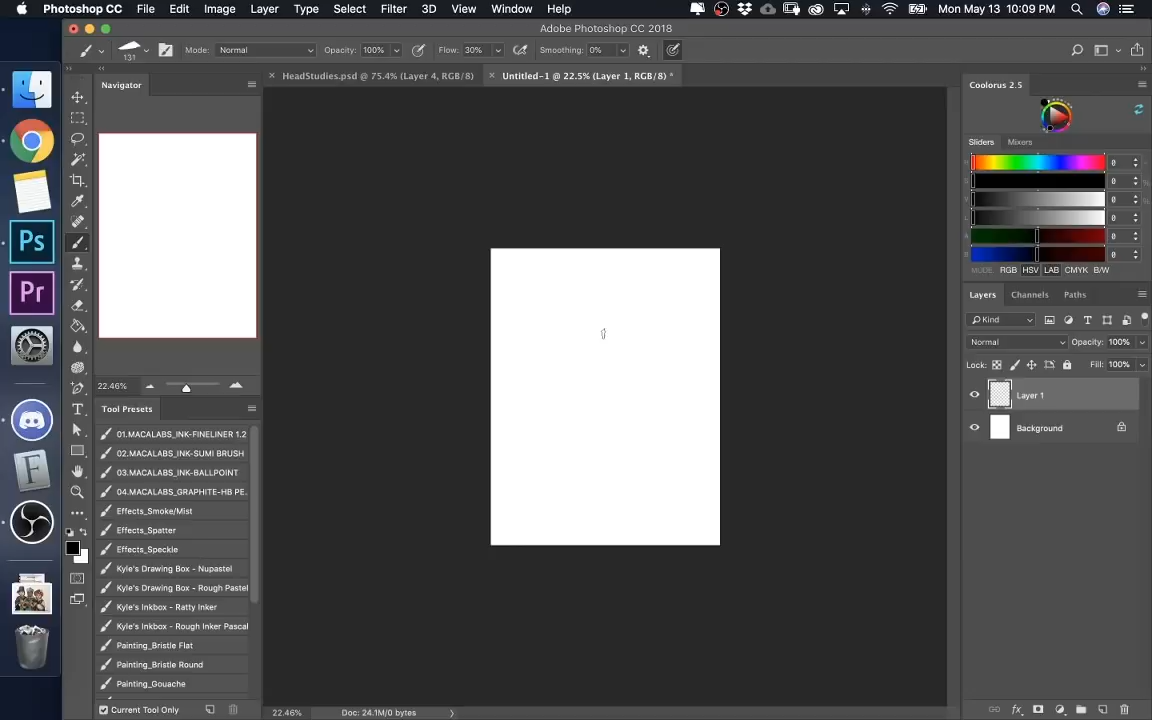 Photoshop CC File Edit Image Layer Type Select Filter 3D View Window Help Mon May 13 10:09 PM
Adobe Photoshop CC 2018
131 Mode: Normal Opacity: 100% Flow: 30% Smoothing: 0%
HeadStudies.psd @ 75.4% (Layer 4, RGB/8) Untitled-1 @ 22.5% (Layer 1, RGB/8) *
Navigator
22.46%
Tool Presets
01.MACALABS_INK-FINELINER 1.2
02.MACALABS_INK-SUMI BRUSH
03.MACALABS_INK-BALLPOINT
04.MACALABS_GRAPHITE-HB PE..
Effects_Smoke/Mist
Effects_Spatter
Effects_Speckle
Kyle's Drawing Box - Nupastel
Kyle's Drawing Box - Rough Pastel
Kyle's Inkbox - Ratty Inker
Kyle's Inkbox - Rough Inker Pascal
Painting_Bristle Flat
Painting_Bristle Round
Painting_Gouache
Current Tool Only
Ps
Pr
F
T
22.46% Doc: 24.1M/0 bytes
Coolorus 2.5
Sliders Mixers
0
0
0
0
A 0
B 0
MODE: RGB HSV LAB CMYK B/W
Layers Channels Paths
Kind
Normal Opacity: 100%
Lock: Fill: 100%
Layer 1
Background
fx